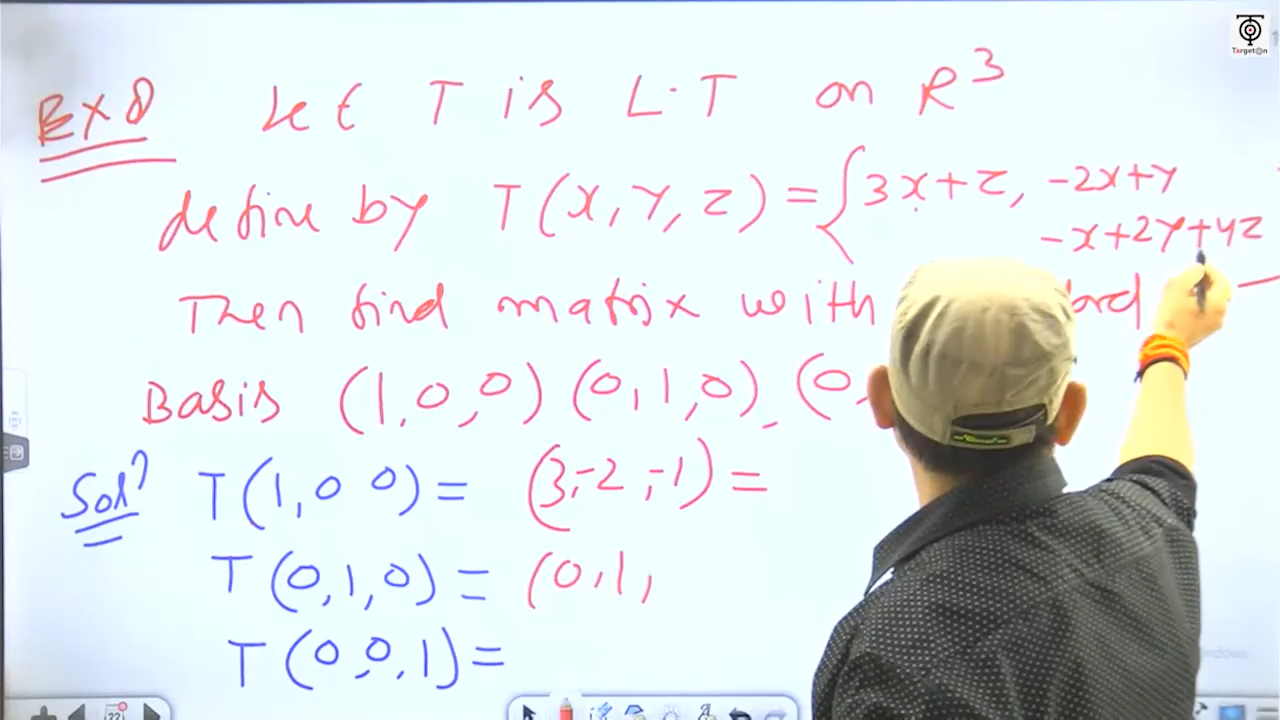 TargetOn
Ex 8 Let T is L.T on R³
define by T(x, y, z) = { 3x+z, -2x+y
-x+2y+4z
Then find matrix with
Basis (1,0,0) (0,1,0), (0,
Solⁿ T(1,0 0) = (3,-2,-1) =
T(0,1,0) = (0,1,
T(0,0,1) =
22